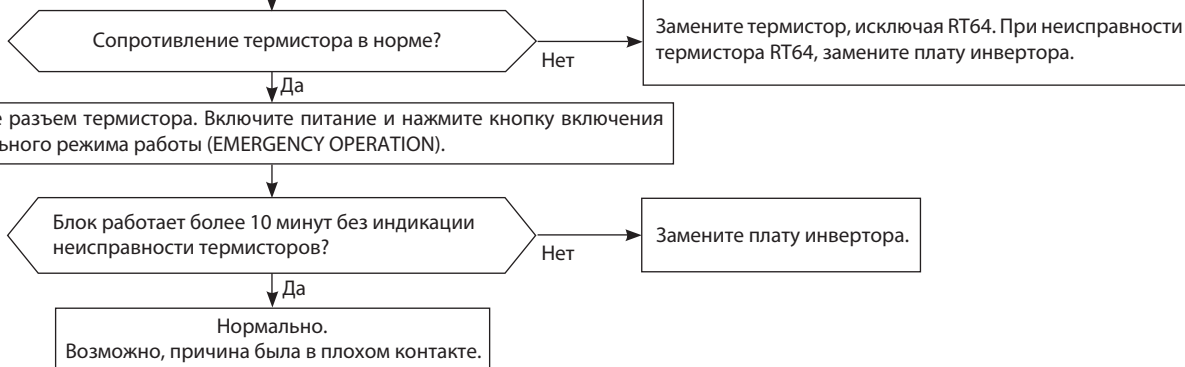 Сопротивление термистора в норме?
Нет
Замените термистор, исключая RT64. При неисправности
термистора RT64, замените плату инвертора.
Да
разъем термистора. Включите питание и нажмите кнопку включения
режима работы (EMERGENCY OPERATION).
Блок работает более 10 минут без индикации
неисправности термисторов?
Нет
Замените плату инвертора.
Да
Нормально.
Возможно, причина была в плохом контакте.